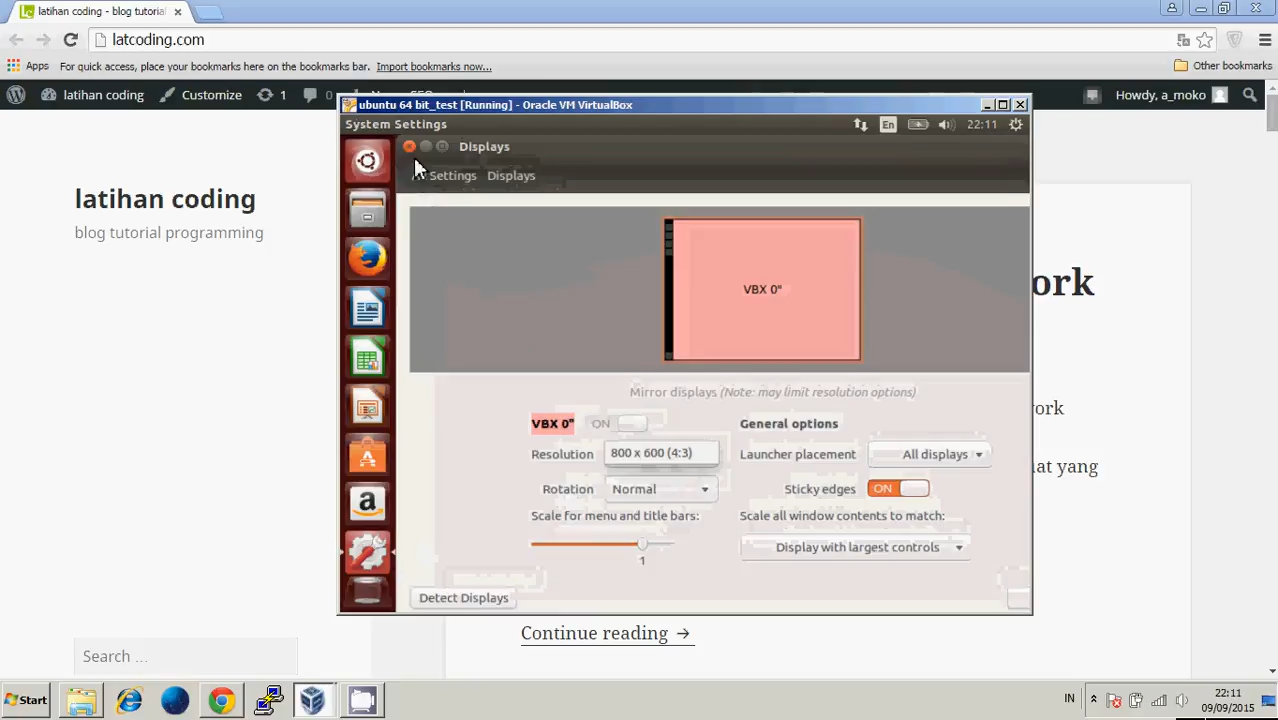 latihan coding - blog tutorial
latcoding.com
Apps For quick access, place your bookmarks here on the bookmarks bar. Import bookmarks now... Other bookmarks
latihan coding Customize 1 0 Howdy, a_moko
ubuntu 64 bit_test [Running] - Oracle VM VirtualBox
System Settings En 22:11
Displays
Settings Displays
latihan coding
blog tutorial programming
VBX 0"
ork
Mirror displays (Note: may limit resolution options)
ork
VBX 0" ON General options
Resolution 800 x 600 (4:3) Launcher placement All displays
at yang
Rotation Normal Sticky edges ON
Scale for menu and title bars: Scale all window contents to match:
Display with largest controls
1
Detect Displays
Continue reading →
Search ...
Start IN 22:11
09/09/2015